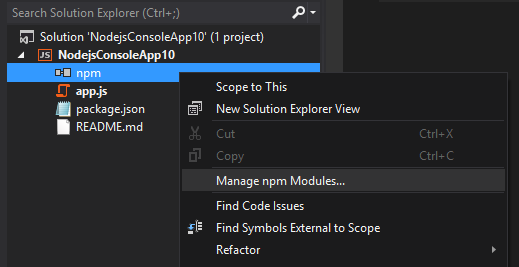 Search Solution Explorer (Ctrl+;)
Solution 'NodejsConsoleApp10' (1 project)
JS NodejsConsoleApp10
npm
app.js
package.json
README.md
Scope to This
New Solution Explorer View
Cut Ctrl+X
Copy Ctrl+C
Manage npm Modules...
Find Code Issues
Find Symbols External to Scope
Refactor